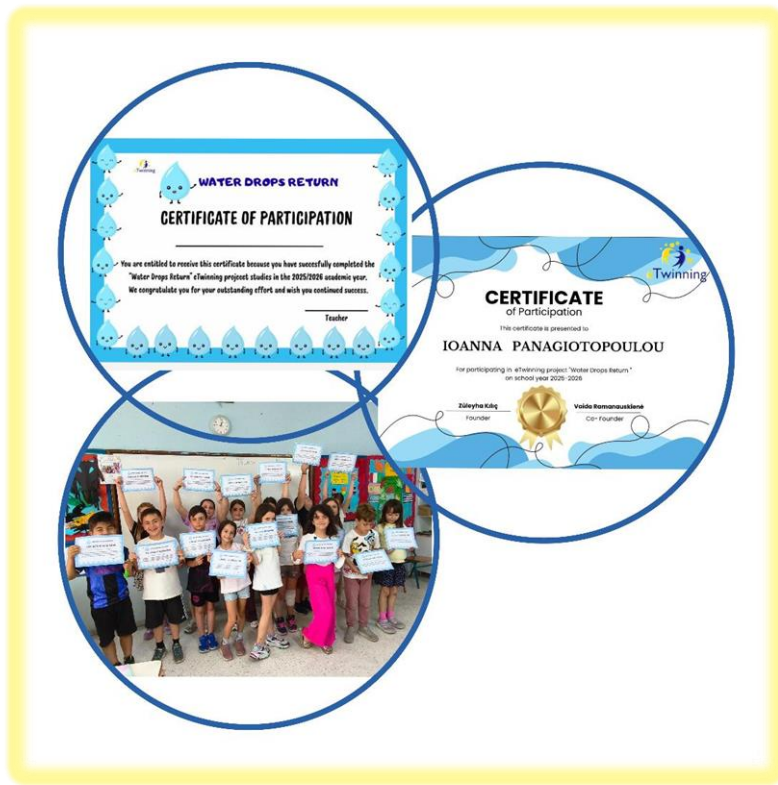 eTwinning
WATER DROPS RETURN
CERTIFICATE OF PARTICIPATION
You are entitled to receive this certificate because you have succesfully completed the
"Water Drops Return" eTwinning projecct studies in the 2025/2026 academic year.
We congratulate you for your outstanding effort and wish you continued success.
Teacher
eTwinning
CERTIFICATE
of Participation
This certificate is presented to
IOANNA PANAGIOTOPOULOU
For participating in eTwinning project "Water Drops Return "
on school year 2025-2026
Züleyha Kılıç
Founder
Vaida Ramanauskienė
Co- Founder